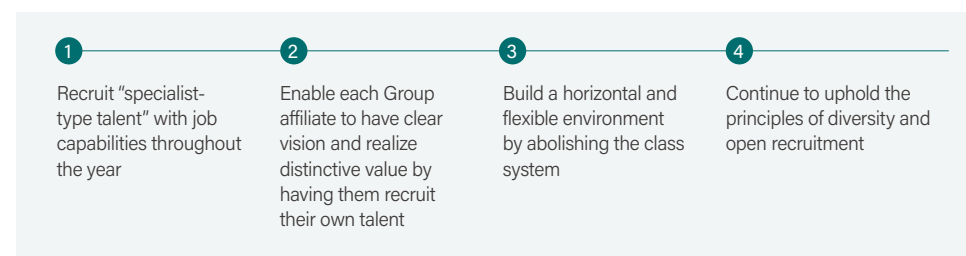 1
Recruit “specialist-
type talent” with job
capabilities throughout
the year
2
Enable each Group
affiliate to have clear
vision and realize
distinctive value by
having them recruit
their own talent
3
Build a horizontal and
flexible environment
by abolishing the class
system
4
Continue to uphold the
principles of diversity and
open recruitment